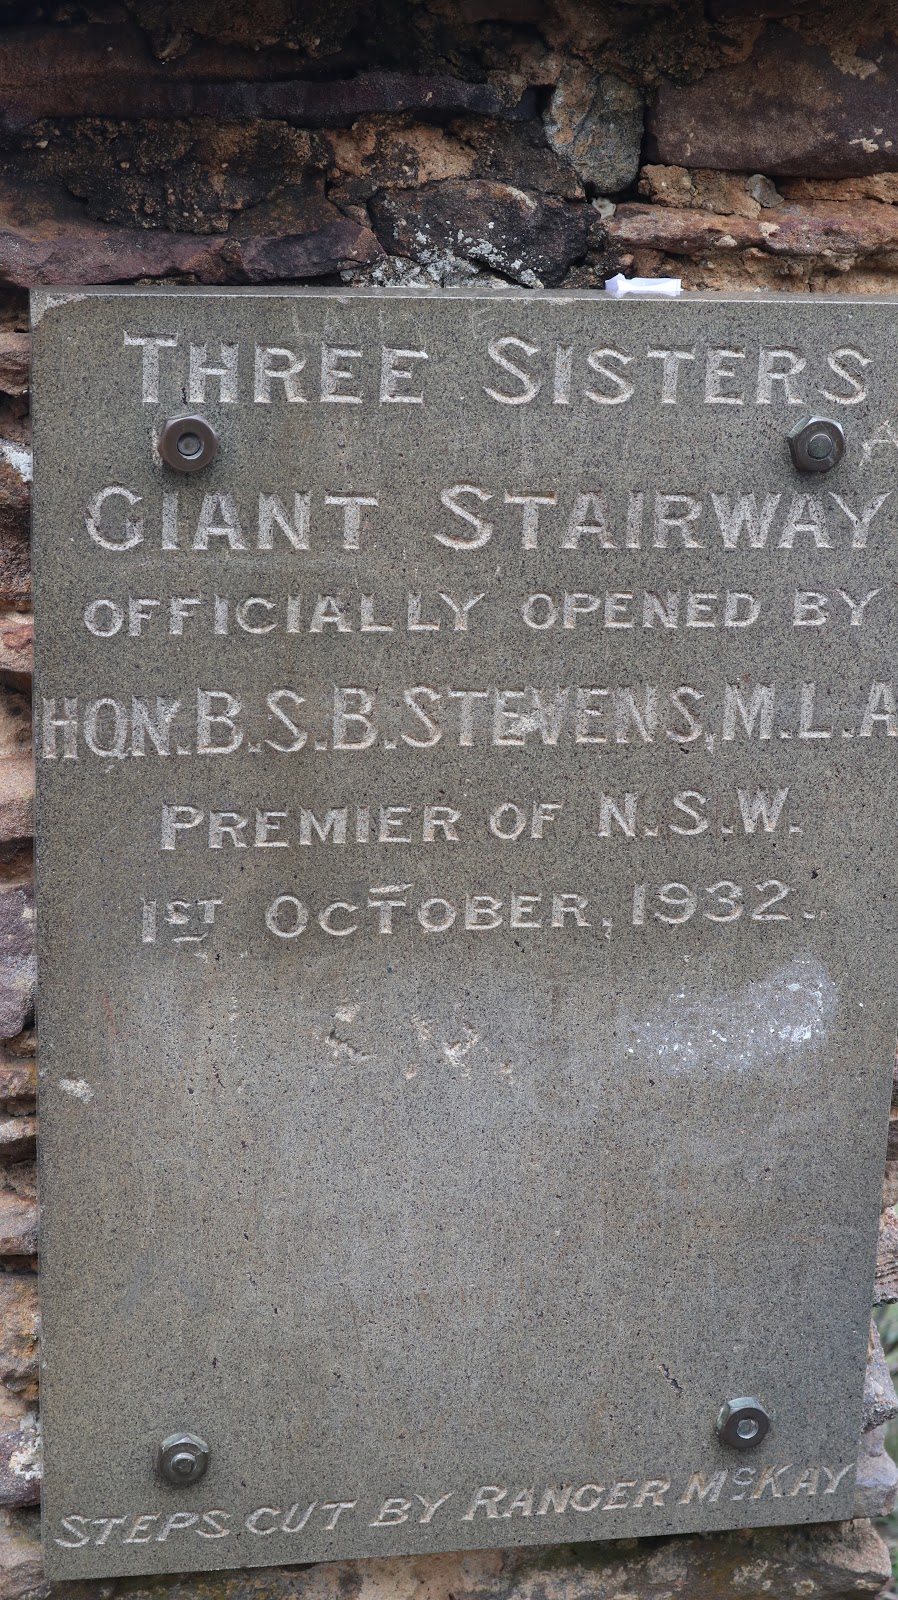 THREE SISTERS
GIANT STAIRWAY
OFFICIALLY OPENED BY
HON. B. S. B. STEVENS, M.L.A
PREMIER OF N.S.W.
1ST OCTOBER, 1932.
STEPS CUT BY RANGER McKAY